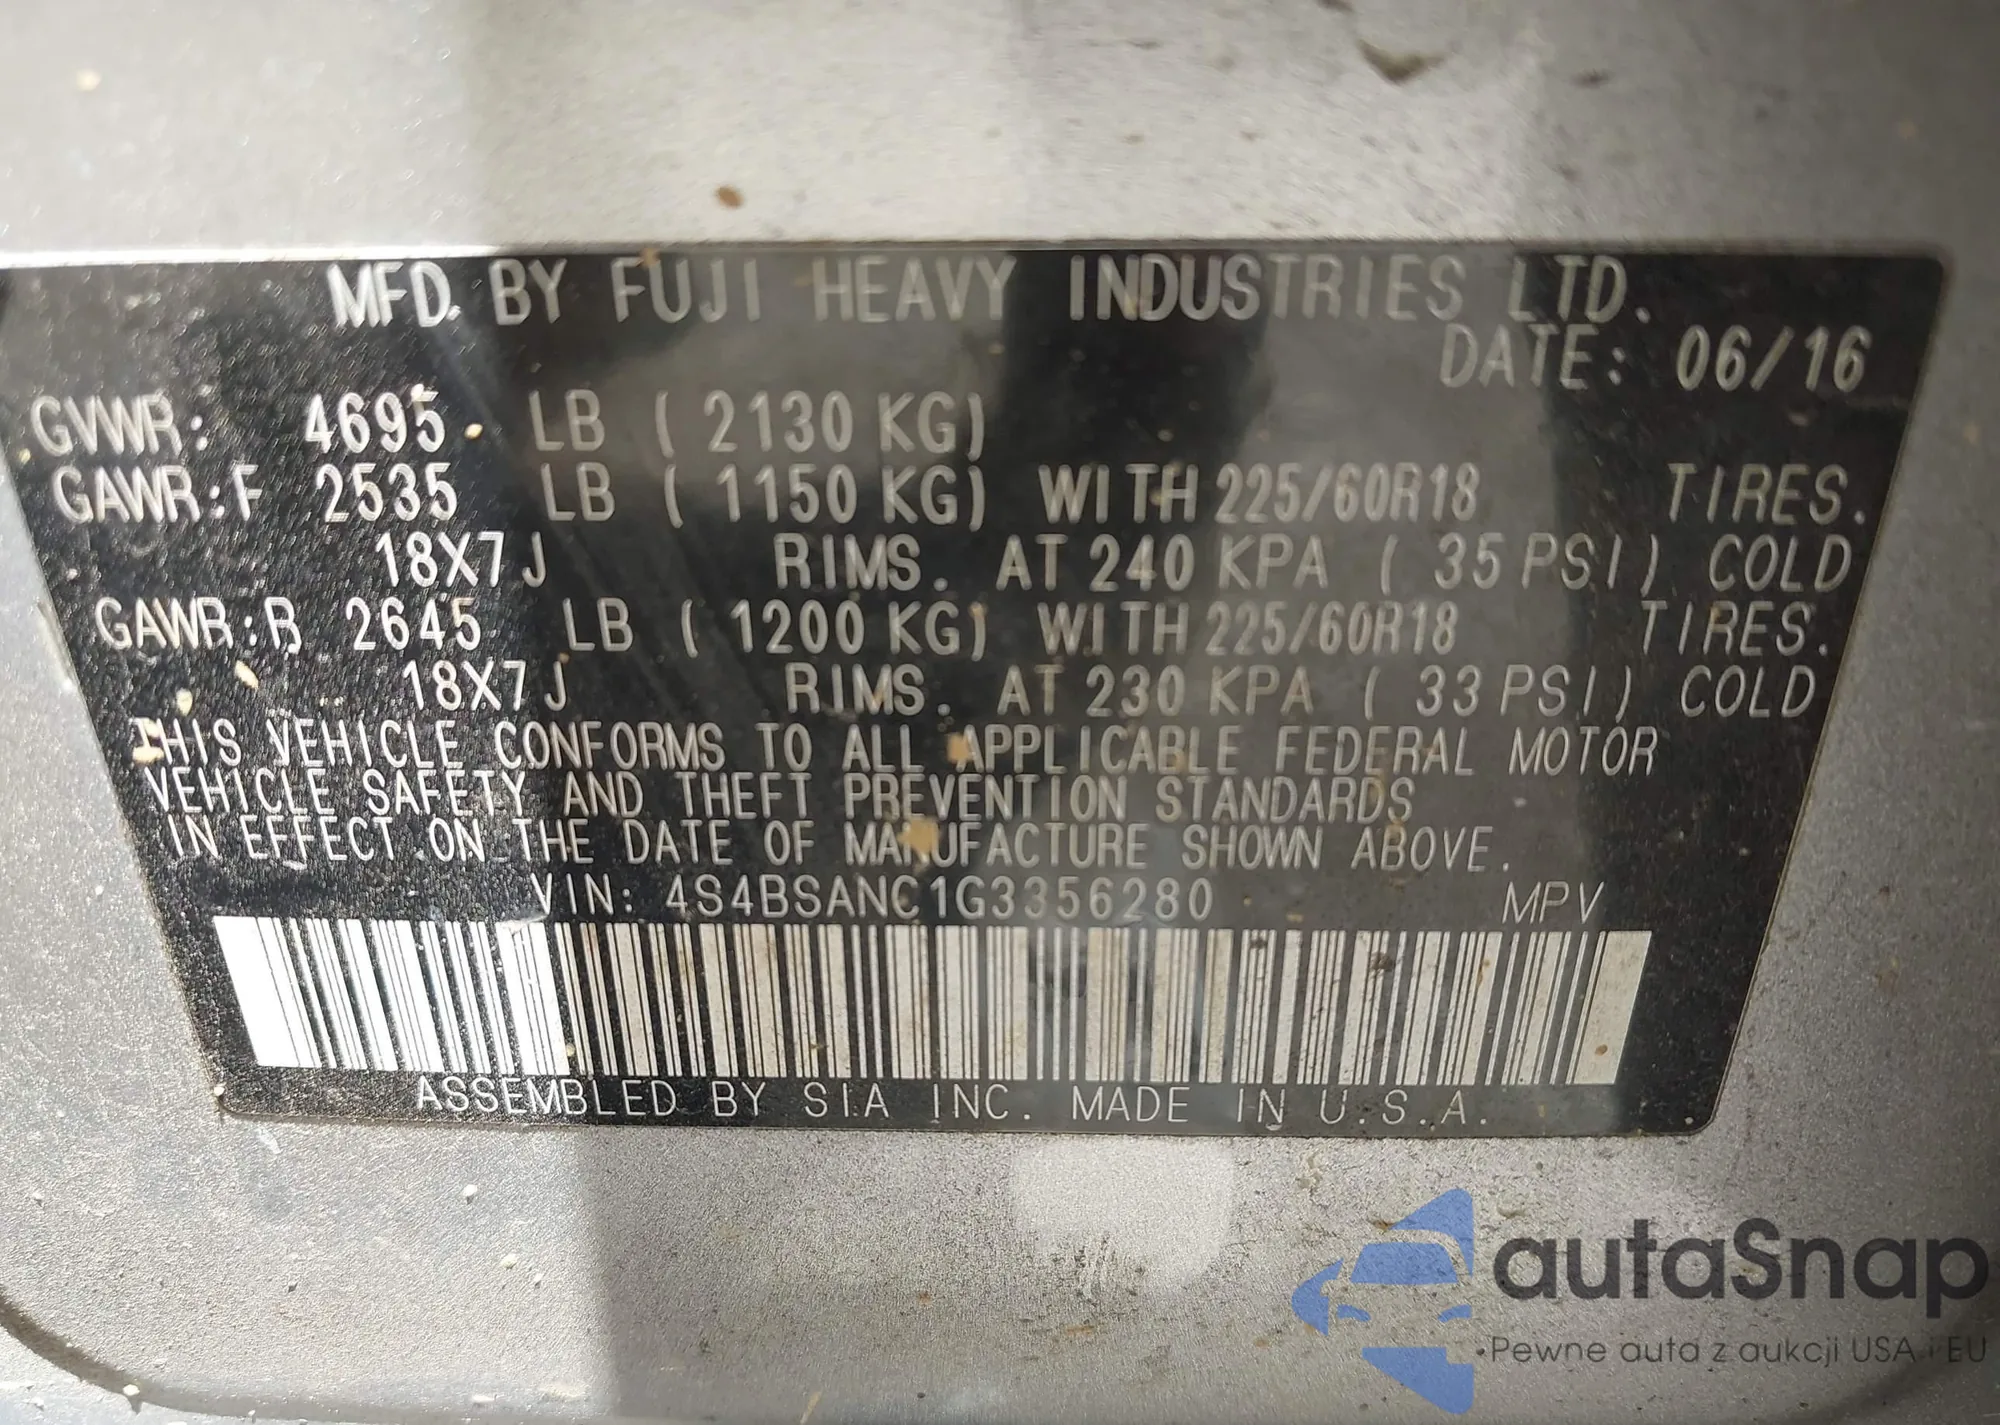 MFD. BY FUJI HEAVY INDUSTRIES LTD.
DATE: 06/16
GVWR: 4695 LB ( 2130 KG)
GAWR:F 2535 LB ( 1150 KG) WITH 225/60R18 TIRES.
18X7J RIMS. AT 240 KPA ( 35 PSI) COLD
GAWR:R 2645 LB ( 1200 KG) WITH 225/60R18 TIRES.
18X7J RIMS. AT 230 KPA ( 33 PSI) COLD
THIS VEHICLE CONFORMS TO ALL APPLICABLE FEDERAL MOTOR
VEHICLE SAFETY AND THEFT PREVENTION STANDARDS
IN EFFECT ON THE DATE OF MANUFACTURE SHOWN ABOVE.
VIN: 4S4BSANC1G3356280 MPV
ASSEMBLED BY SIA INC. MADE IN U.S.A.
autaSnap
Pewne auta z aukcji USA i EU